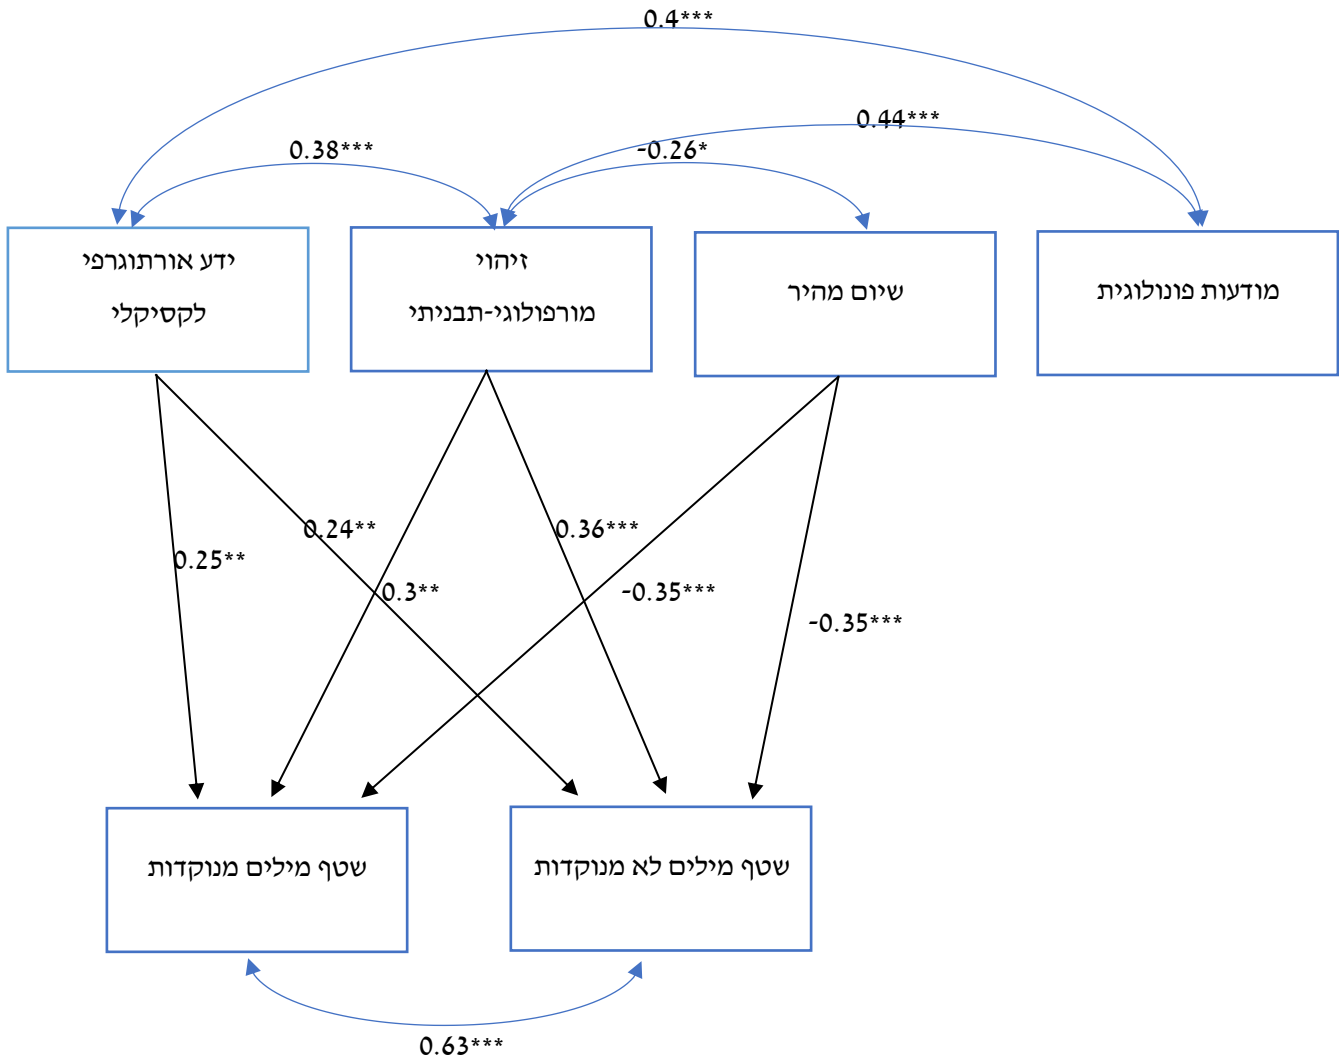 0.4***
0.44***
0.38***
-0.26*
ידע אורתוגרפי
לקסיקלי
זיהוי
מורפולוגי-תבניתי
שיום מהיר
מודעות פונולוגית
0.24**
0.36***
0.25**
0.3**
-0.35***
-0.35***
שטף מילים מנוקדות
שטף מילים לא מנוקדות
0.63***